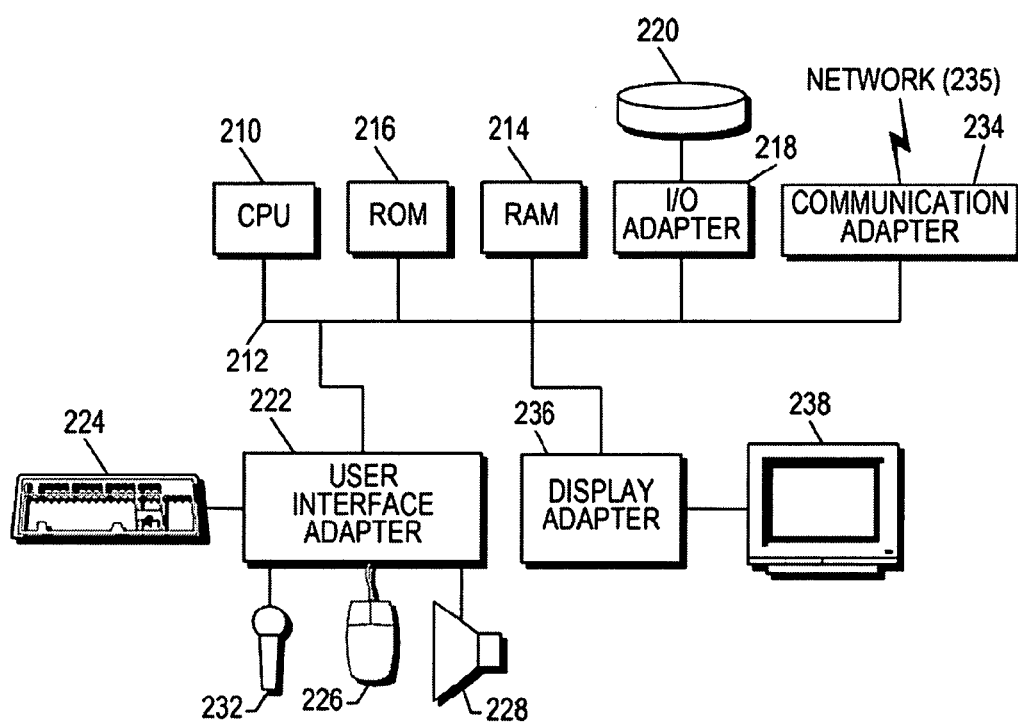 220
NETWORK (235)
210
216
214
218
234
CPU
ROM
RAM
I/O
ADAPTER
COMMUNICATION
ADAPTER
212
222
236
238
224
USER
INTERFACE
ADAPTER
DISPLAY
ADAPTER
232
226
228